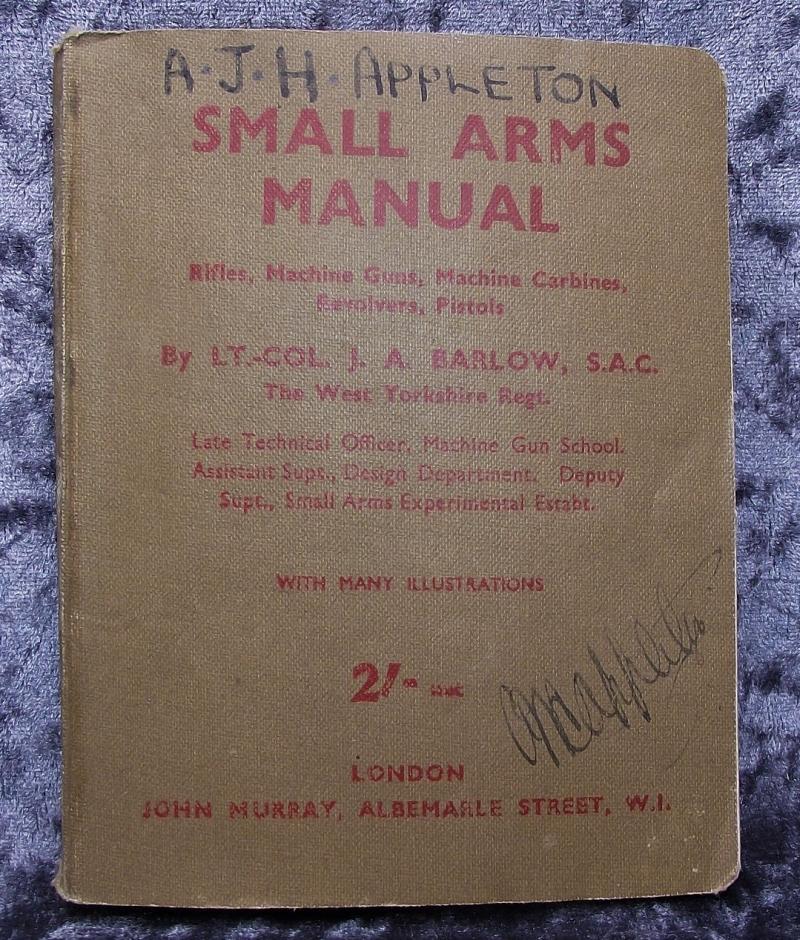 A. J. H. APPLETON
SMALL ARMS
MANUAL
Rifles, Machine Guns, Machine Carbines,
Revolvers, Pistols
By LT.-COL. J. A. BARLOW, S.A.C.
The West Yorkshire Regt.
Late Technical Officer, Machine Gun School.
Assistant Supt., Design Department. Deputy
Supt., Small Arms Experimental Estabt.
WITH MANY ILLUSTRATIONS
2/-
appleton
LONDON
JOHN MURRAY, ALBEMARLE STREET, W.1.